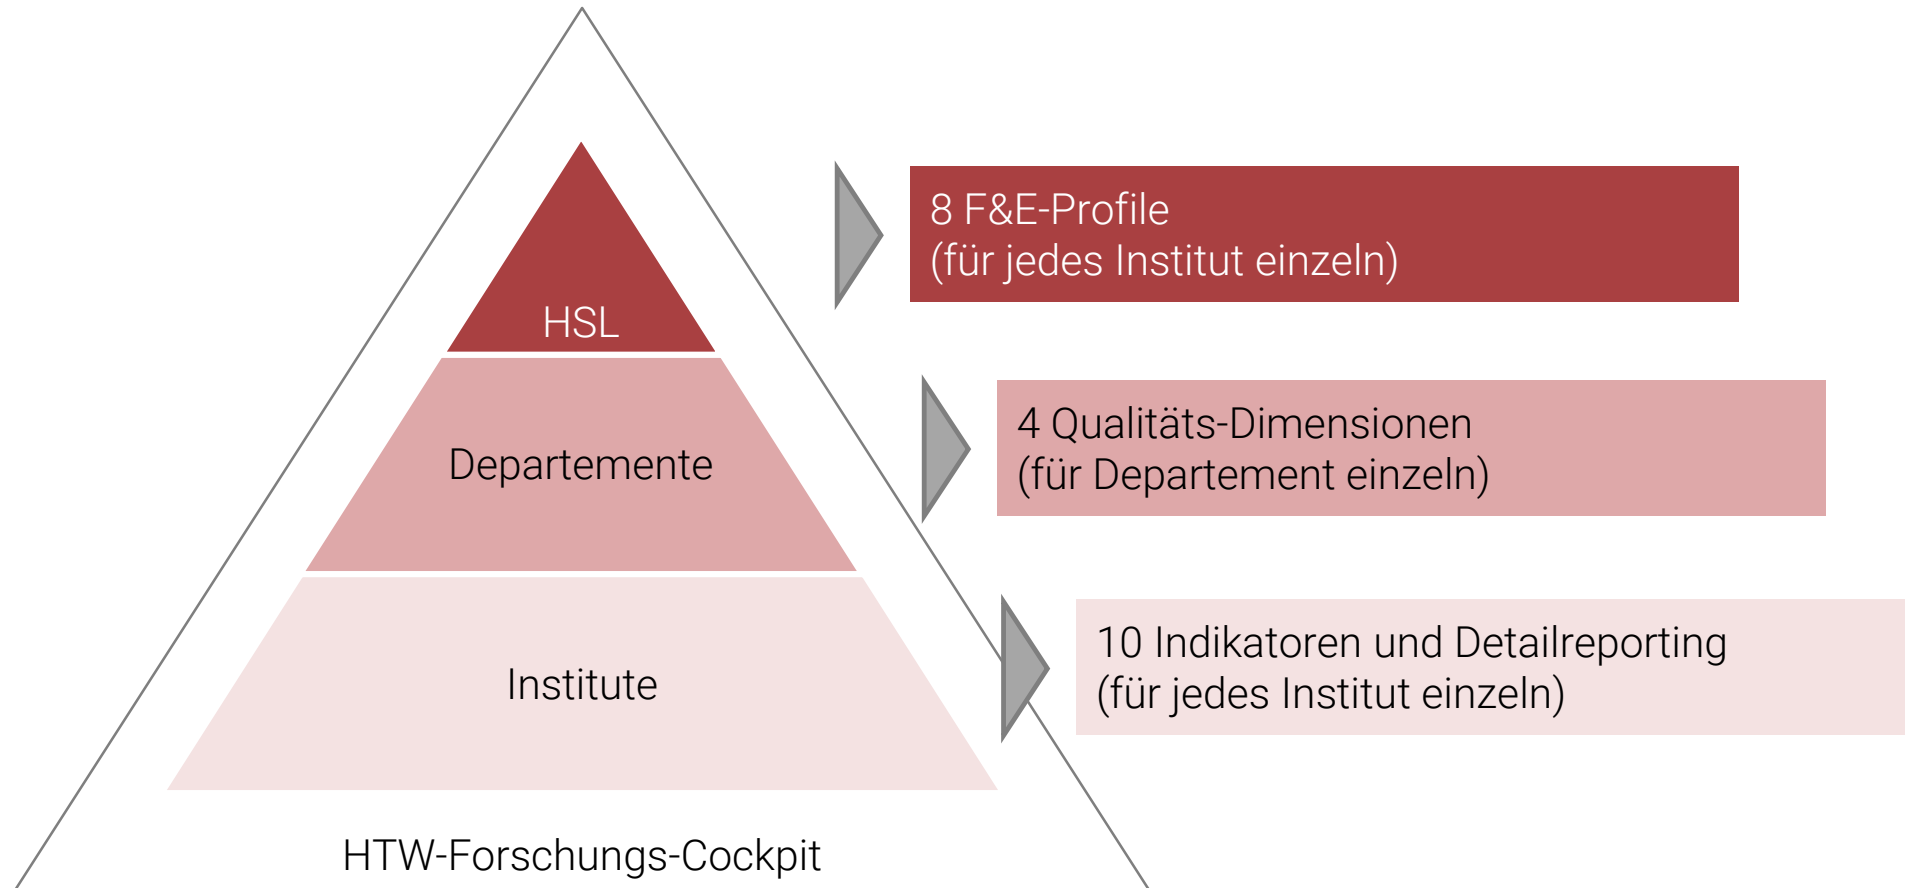 HSL
8 F&E-Profile
(für jedes Institut einzeln)
Departemente
4 Qualitäts-Dimensionen
(für Departement einzeln)
Institute
10 Indikatoren und Detailreporting
(für jedes Institut einzeln)
HTW-Forschungs-Cockpit